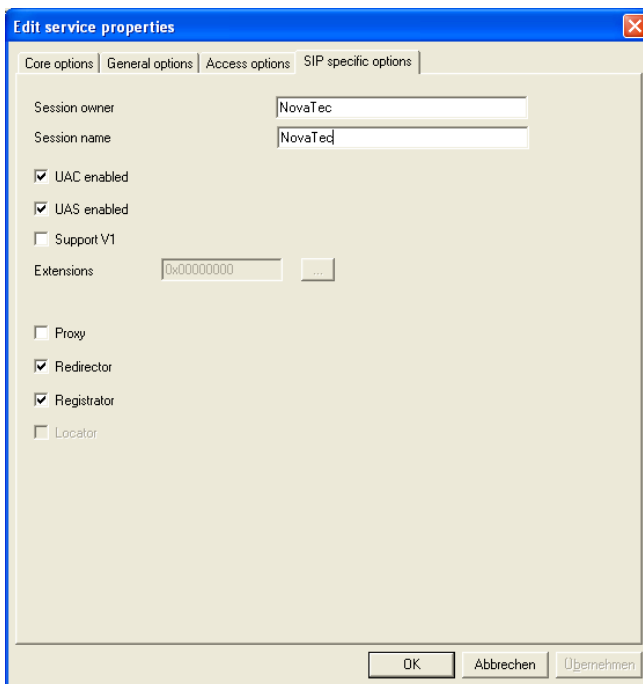 Edit service properties
Core options General options Access options SIP specific options
Session owner NovaTec
Session name NovaTec
UAC enabled
UAS enabled
Support V1
Extensions 0x00000000 ...
Proxy
Redirector
Registrator
Locator
OK Abbrechen Übernehmen